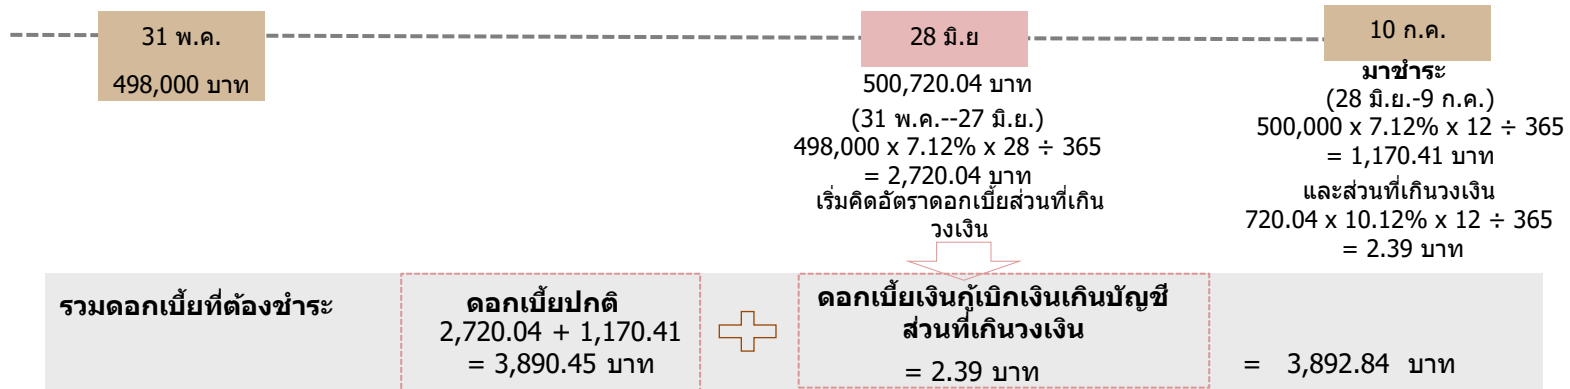 31 พ.ค.
498,000 บาท
28 มิ.ย
500,720.04 บาท
(31 พ.ค.--27 มิ.ย.)
498,000 x 7.12% x 28 ÷ 365
= 2,720.04 บาท
เริ่มคิดอัตราดอกเบี้ยส่วนที่เกิน
วงเงิน
10 ก.ค.
มาชำระ
(28 มิ.ย.-9 ก.ค.)
500,000 x 7.12% x 12 ÷ 365
= 1,170.41 บาท
และส่วนที่เกินวงเงิน
720.04 x 10.12% x 12 ÷ 365
= 2.39 บาท
รวมดอกเบี้ยที่ต้องชำระ
ดอกเบี้ยปกติ
2,720.04 + 1,170.41
= 3,890.45 บาท
ดอกเบี้ยเงินกู้เบิกเงินเกินบัญชี
ส่วนที่เกินวงเงิน
= 2.39 บาท
= 3,892.84 บาท